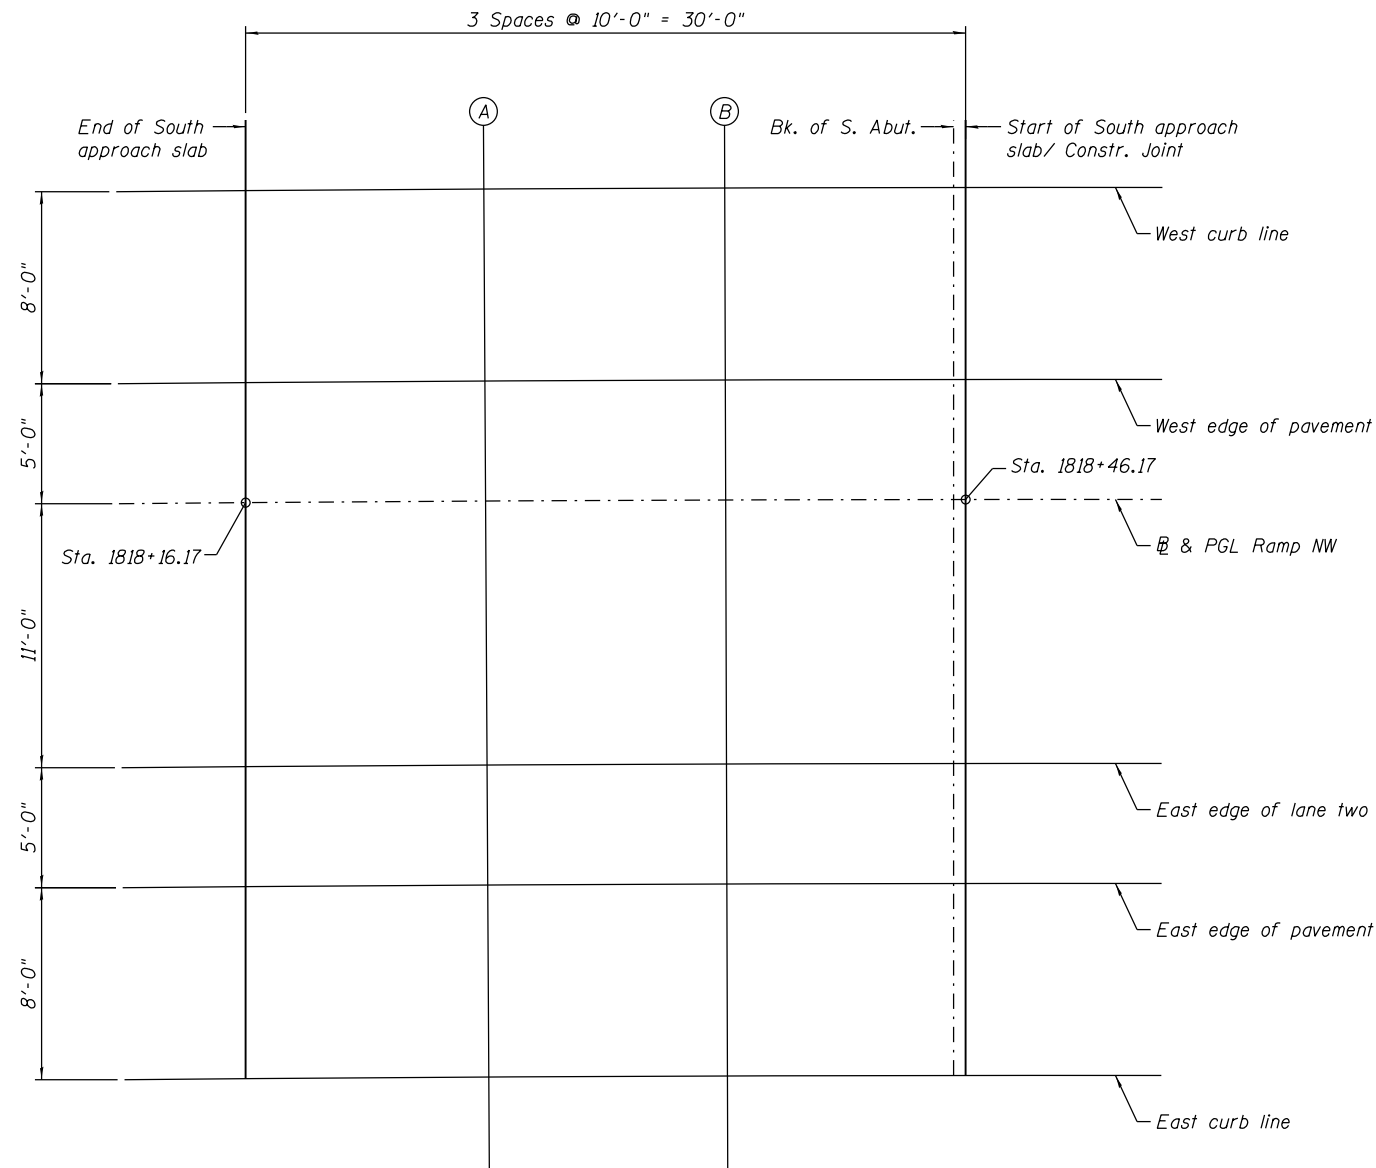 3 Spaces @ 10'-0" = 30'-0"
A
B
End of South
approach slab
Bk. of S. Abut.
Start of South approach
slab/ Constr. Joint
8'-0"
West curb line
5'-0"
West edge of pavement
Sta. 1818+46.17
Sta. 1818+16.17
℄ & PGL Ramp NW
11'-0"
5'-0"
East edge of lane two
8'-0"
East edge of pavement
East curb line